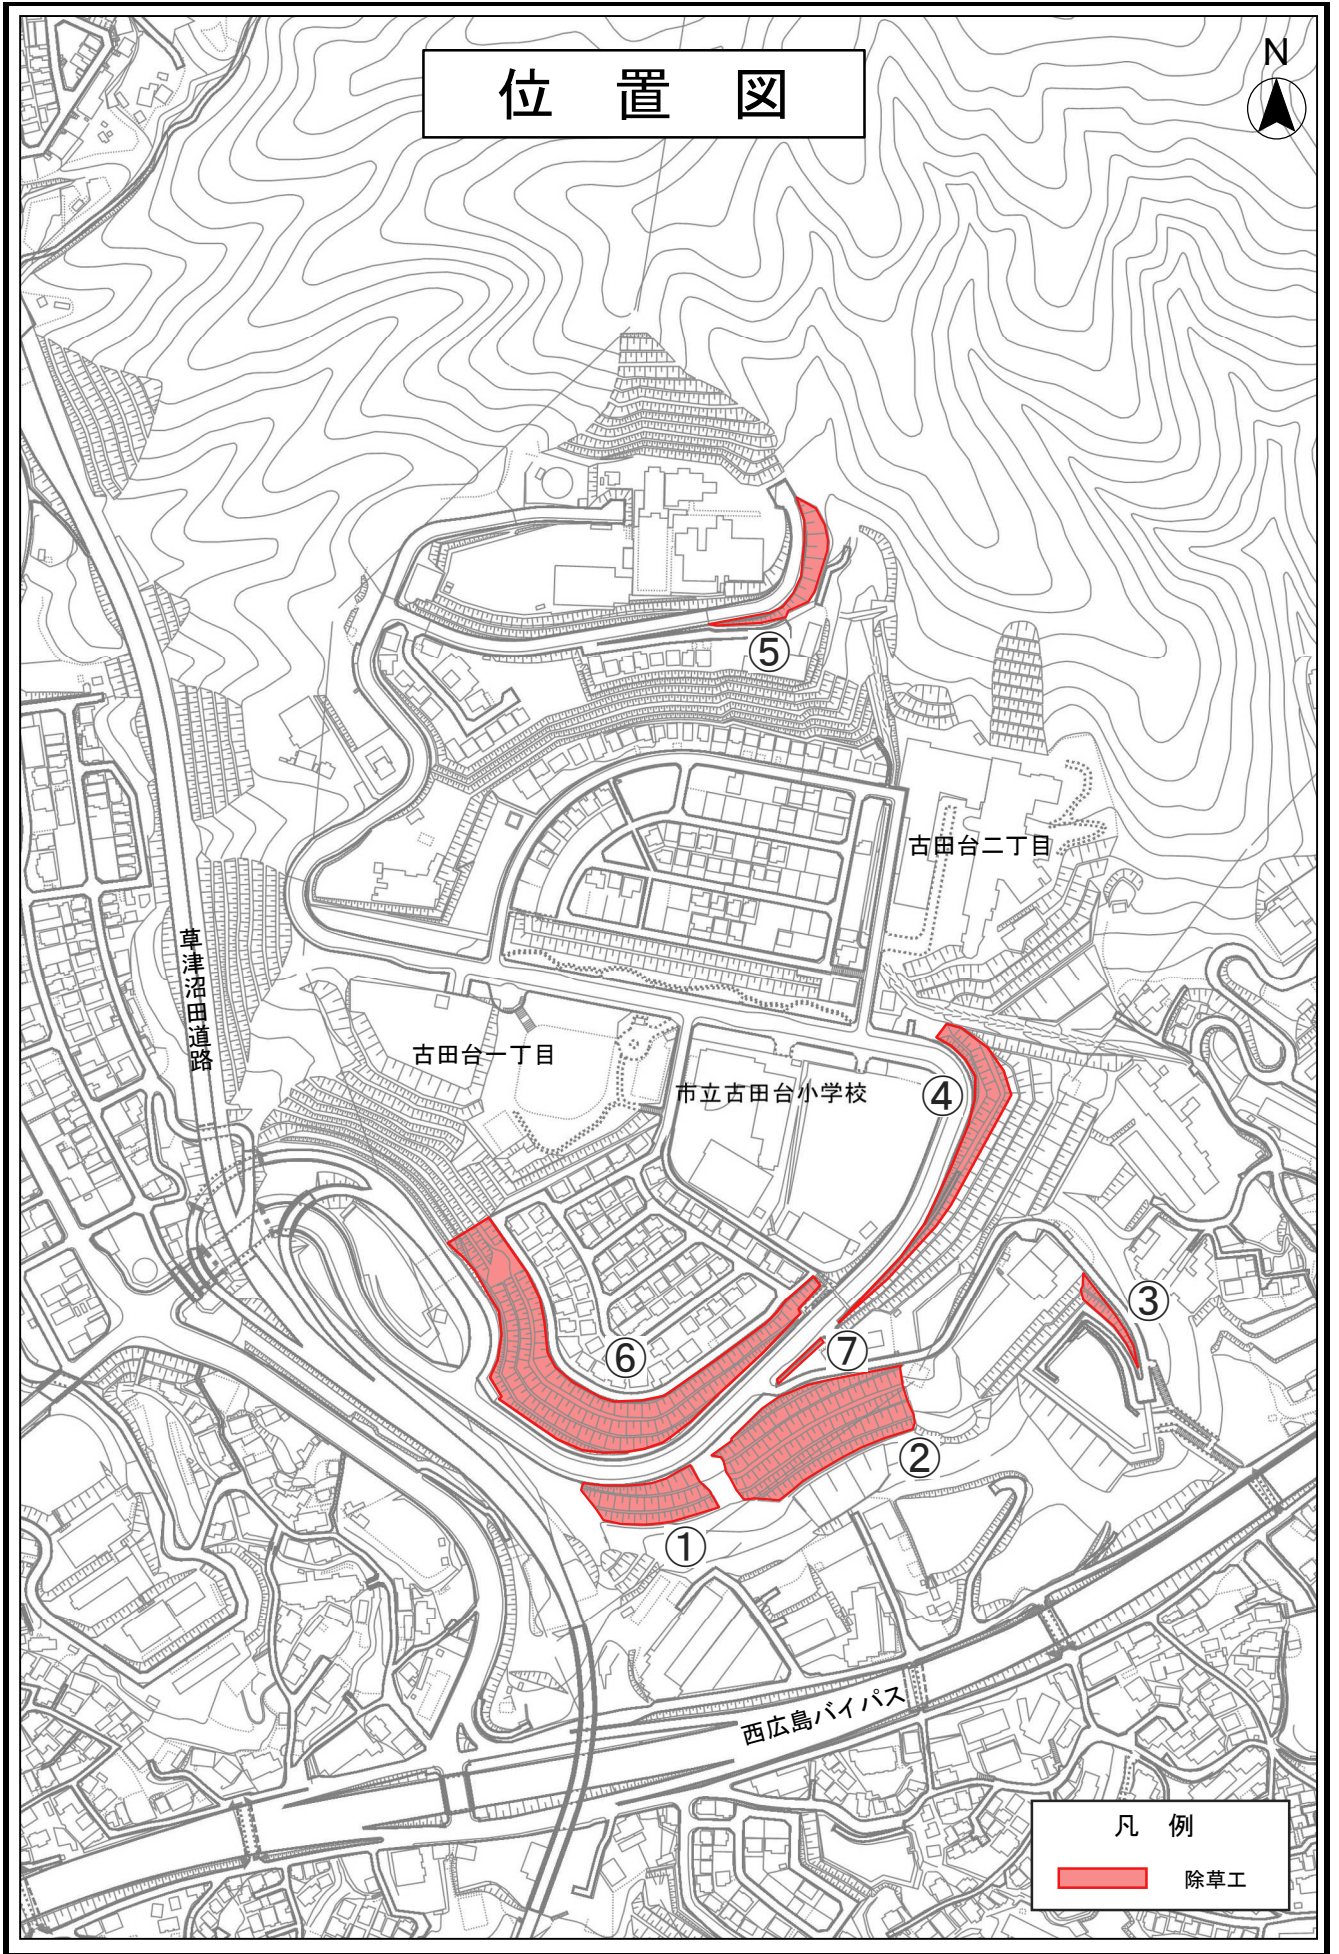 位置図
N
⑤
古田台二丁目
草津沼田道路
古田台一丁目
市立古田台小学校
④
③
⑦
⑥
②
①
西広島バイパス
凡例
除草工